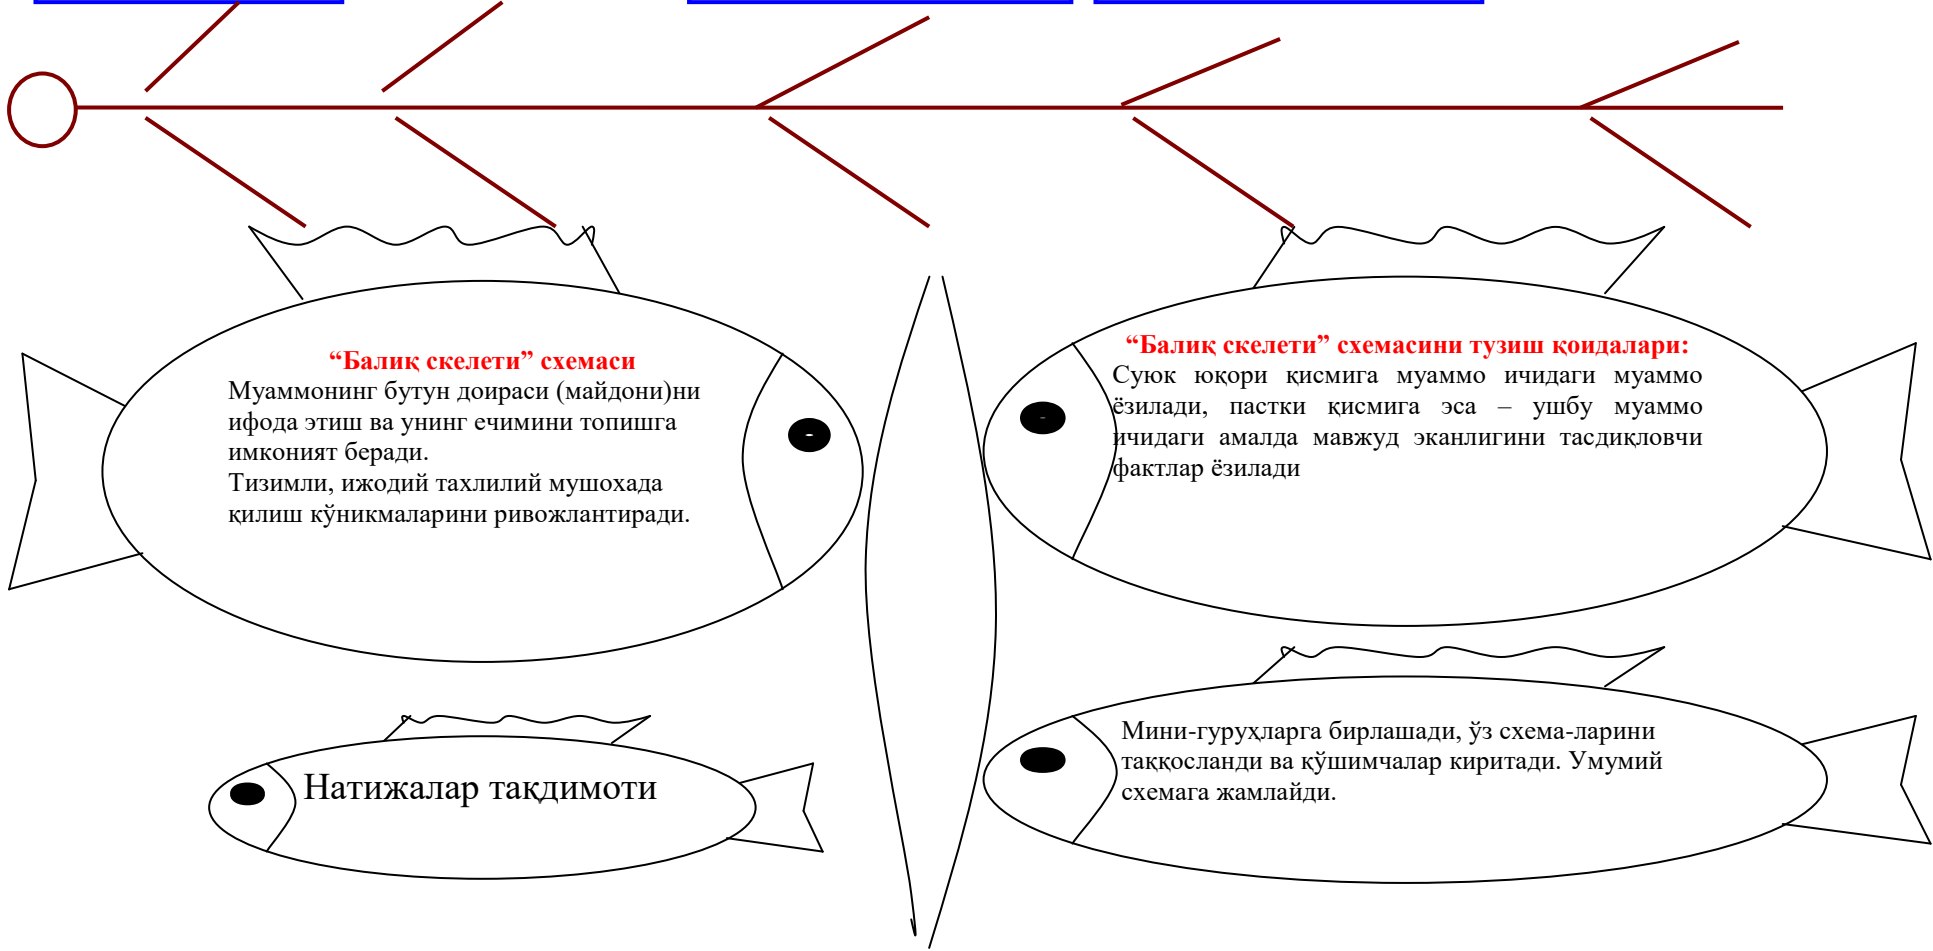 “Балиқ скелети” схемаси
Муаммонинг бутун доираси (майдони)ни
ифода этиш ва унинг ечимини топишга
имконият беради.
Тизимли, ижодий тахлилий мушохада
қилиш кўникмаларини ривожлантиради.
“Балиқ скелети” схемасини тузиш қоидалари:
Суюк юқори қисмига муаммо ичидаги муаммо
ёзилади, пастки қисмига эса – ушбу муаммо
ичидаги амалда мавжуд эканлигини тасдиқловчи
фактлар ёзилади
Натижалар тақдимоти
Мини-гуруҳларга бирлашади, ўз схема-ларини
таққосланди ва қўшимчалар киритади. Умумий
схемага жамлайди.